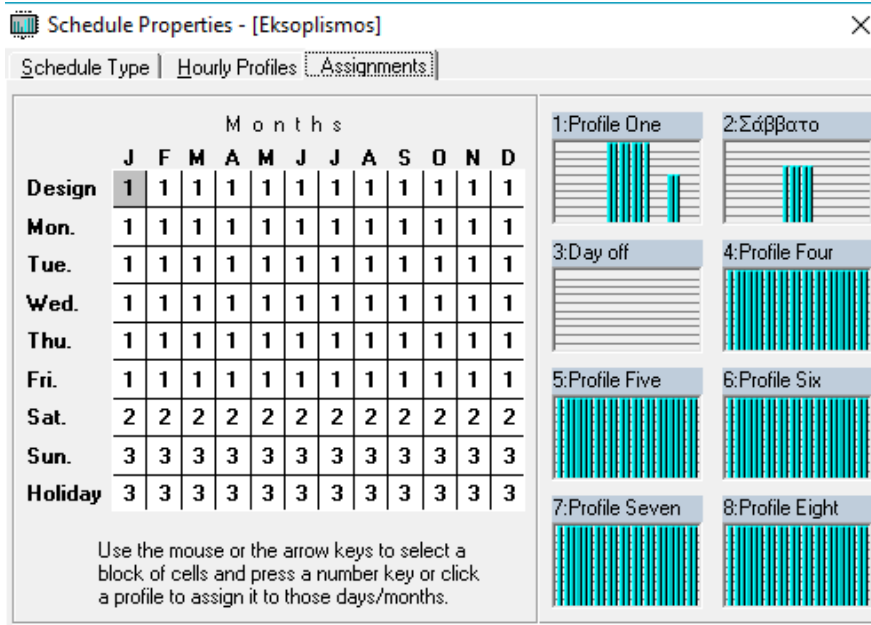 Schedule Properties - [Eksoplismos]
Schedule Type Hourly Profiles Assignments
Months
J F M A M J J A S O N D
Design 1 1 1 1 1 1 1 1 1 1 1 1
Mon. 1 1 1 1 1 1 1 1 1 1 1 1
Tue. 1 1 1 1 1 1 1 1 1 1 1 1
Wed. 1 1 1 1 1 1 1 1 1 1 1 1
Thu. 1 1 1 1 1 1 1 1 1 1 1 1
Fri. 1 1 1 1 1 1 1 1 1 1 1 1
Sat. 2 2 2 2 2 2 2 2 2 2 2 2
Sun. 3 3 3 3 3 3 3 3 3 3 3 3
Holiday 3 3 3 3 3 3 3 3 3 3 3 3
Use the mouse or the arrow keys to select a
block of cells and press a number key or click
a profile to assign it to those days/months.
1:Profile One 2:Σάββατο
3:Day off 4:Profile Four
5:Profile Five 6:Profile Six
7:Profile Seven 8:Profile Eight